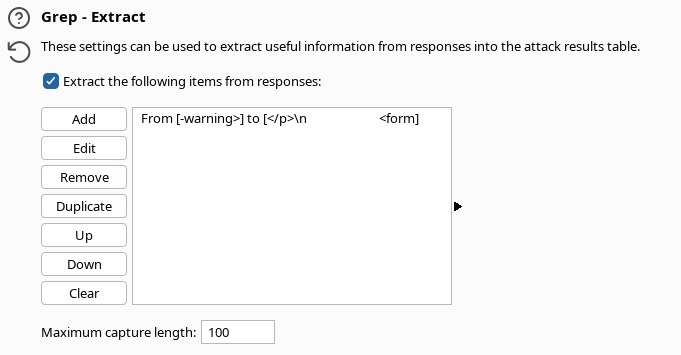 Grep - Extract
These settings can be used to extract useful information from responses into the attack results table.
Extract the following items from responses:
Add
From [-warning>] to [</p>\n                    <form]
Edit
Remove
Duplicate
Up
Down
Clear
Maximum capture length: 100